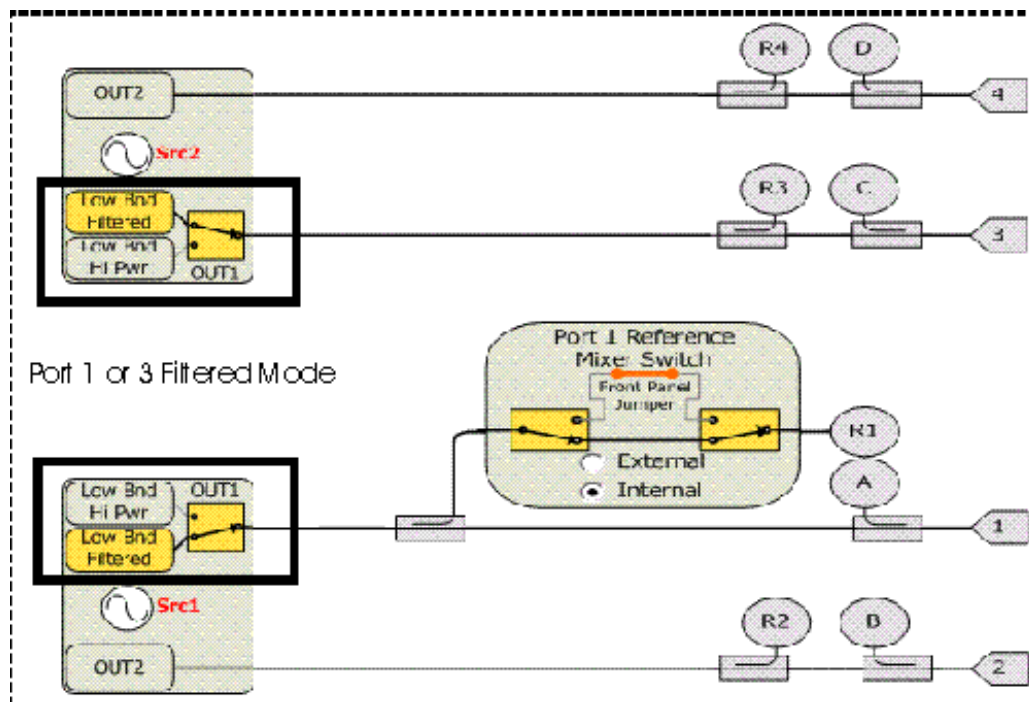 R4
D
OUT2
4
Src2
Low Bnd
Filtered
R3
C
3
Low Bnd
Hi Pwr
OUT1
Port 1 Reference
Mixer Switch
Port 1 or 3 Filtered Mode
Front Panel
Jumper
R1
External
Internal
A
Low Bnd
Hi Pwr
OUT1
1
Low Bnd
Filtered
Src1
R2
B
OUT2
2